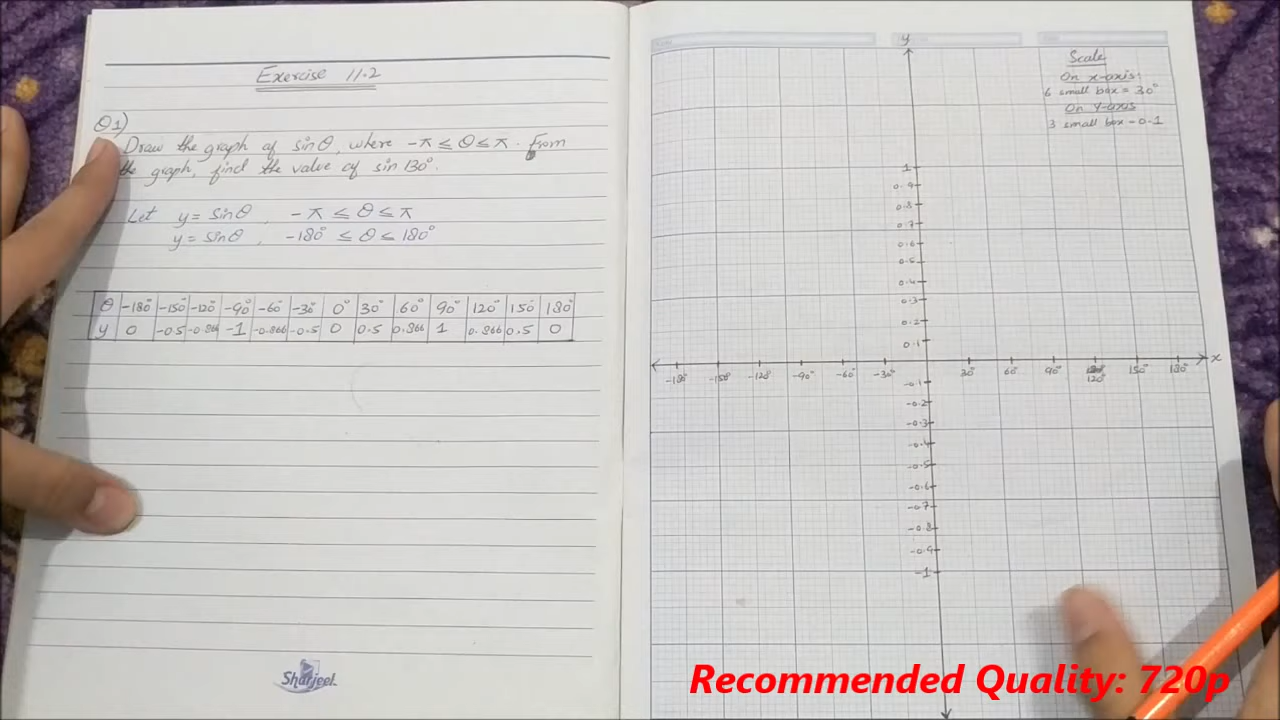 Exercise 11.2
Q1)
Draw the graph of sinθ, where -π ≤ θ ≤ π. From
the graph, find the value of sin 130°.
Let y = sinθ , -π ≤ θ ≤ π
y = sinθ , -180° ≤ θ ≤ 180°
θ -180° -150° -120° -90° -60° -30° 0° 30° 60° 90° 120° 150° 180°
y 0 -0.5 -0.866 -1 -0.866 -0.5 0 0.5 0.866 1 0.866 0.5 0
Sharjeel
y
Scale
On x-axis:
6 small box = 30°
On Y-axis
3 small box = 0.1
1
0.9
0.8
0.7
0.6
0.5
0.4
0.3
0.2
0.1
x
-180° -150° -120° -90° -60° -30° 30° 60° 90° 120° 150° 180°
-0.1
-0.2
-0.3
-0.4
-0.5
-0.6
-0.7
-0.8
-0.9
-1
Recommended Quality: 720p